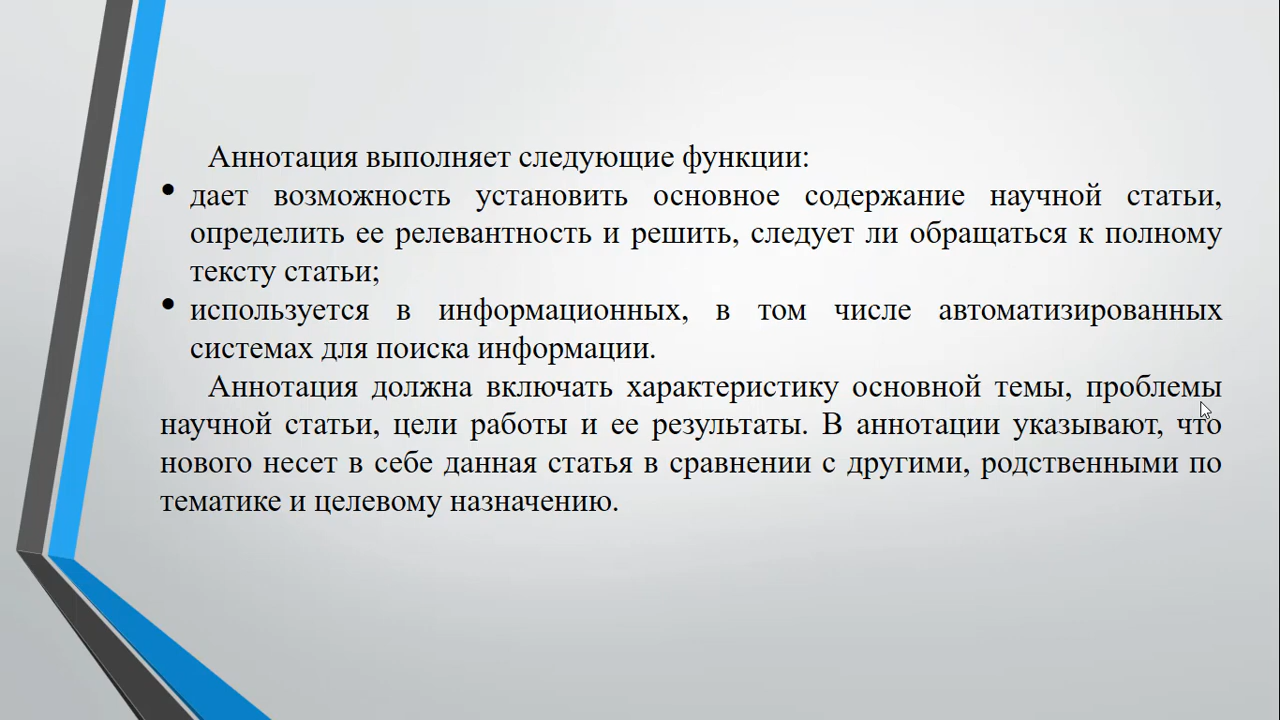 Аннотация выполняет следующие функции:
• дает возможность установить основное содержание научной статьи,
определить ее релевантность и решить, следует ли обращаться к полному
тексту статьи;
• используется в информационных, в том числе автоматизированных
системах для поиска информации.
Аннотация должна включать характеристику основной темы, проблемы
научной статьи, цели работы и ее результаты. В аннотации указывают, что
нового несет в себе данная статья в сравнении с другими, родственными по
тематике и целевому назначению.